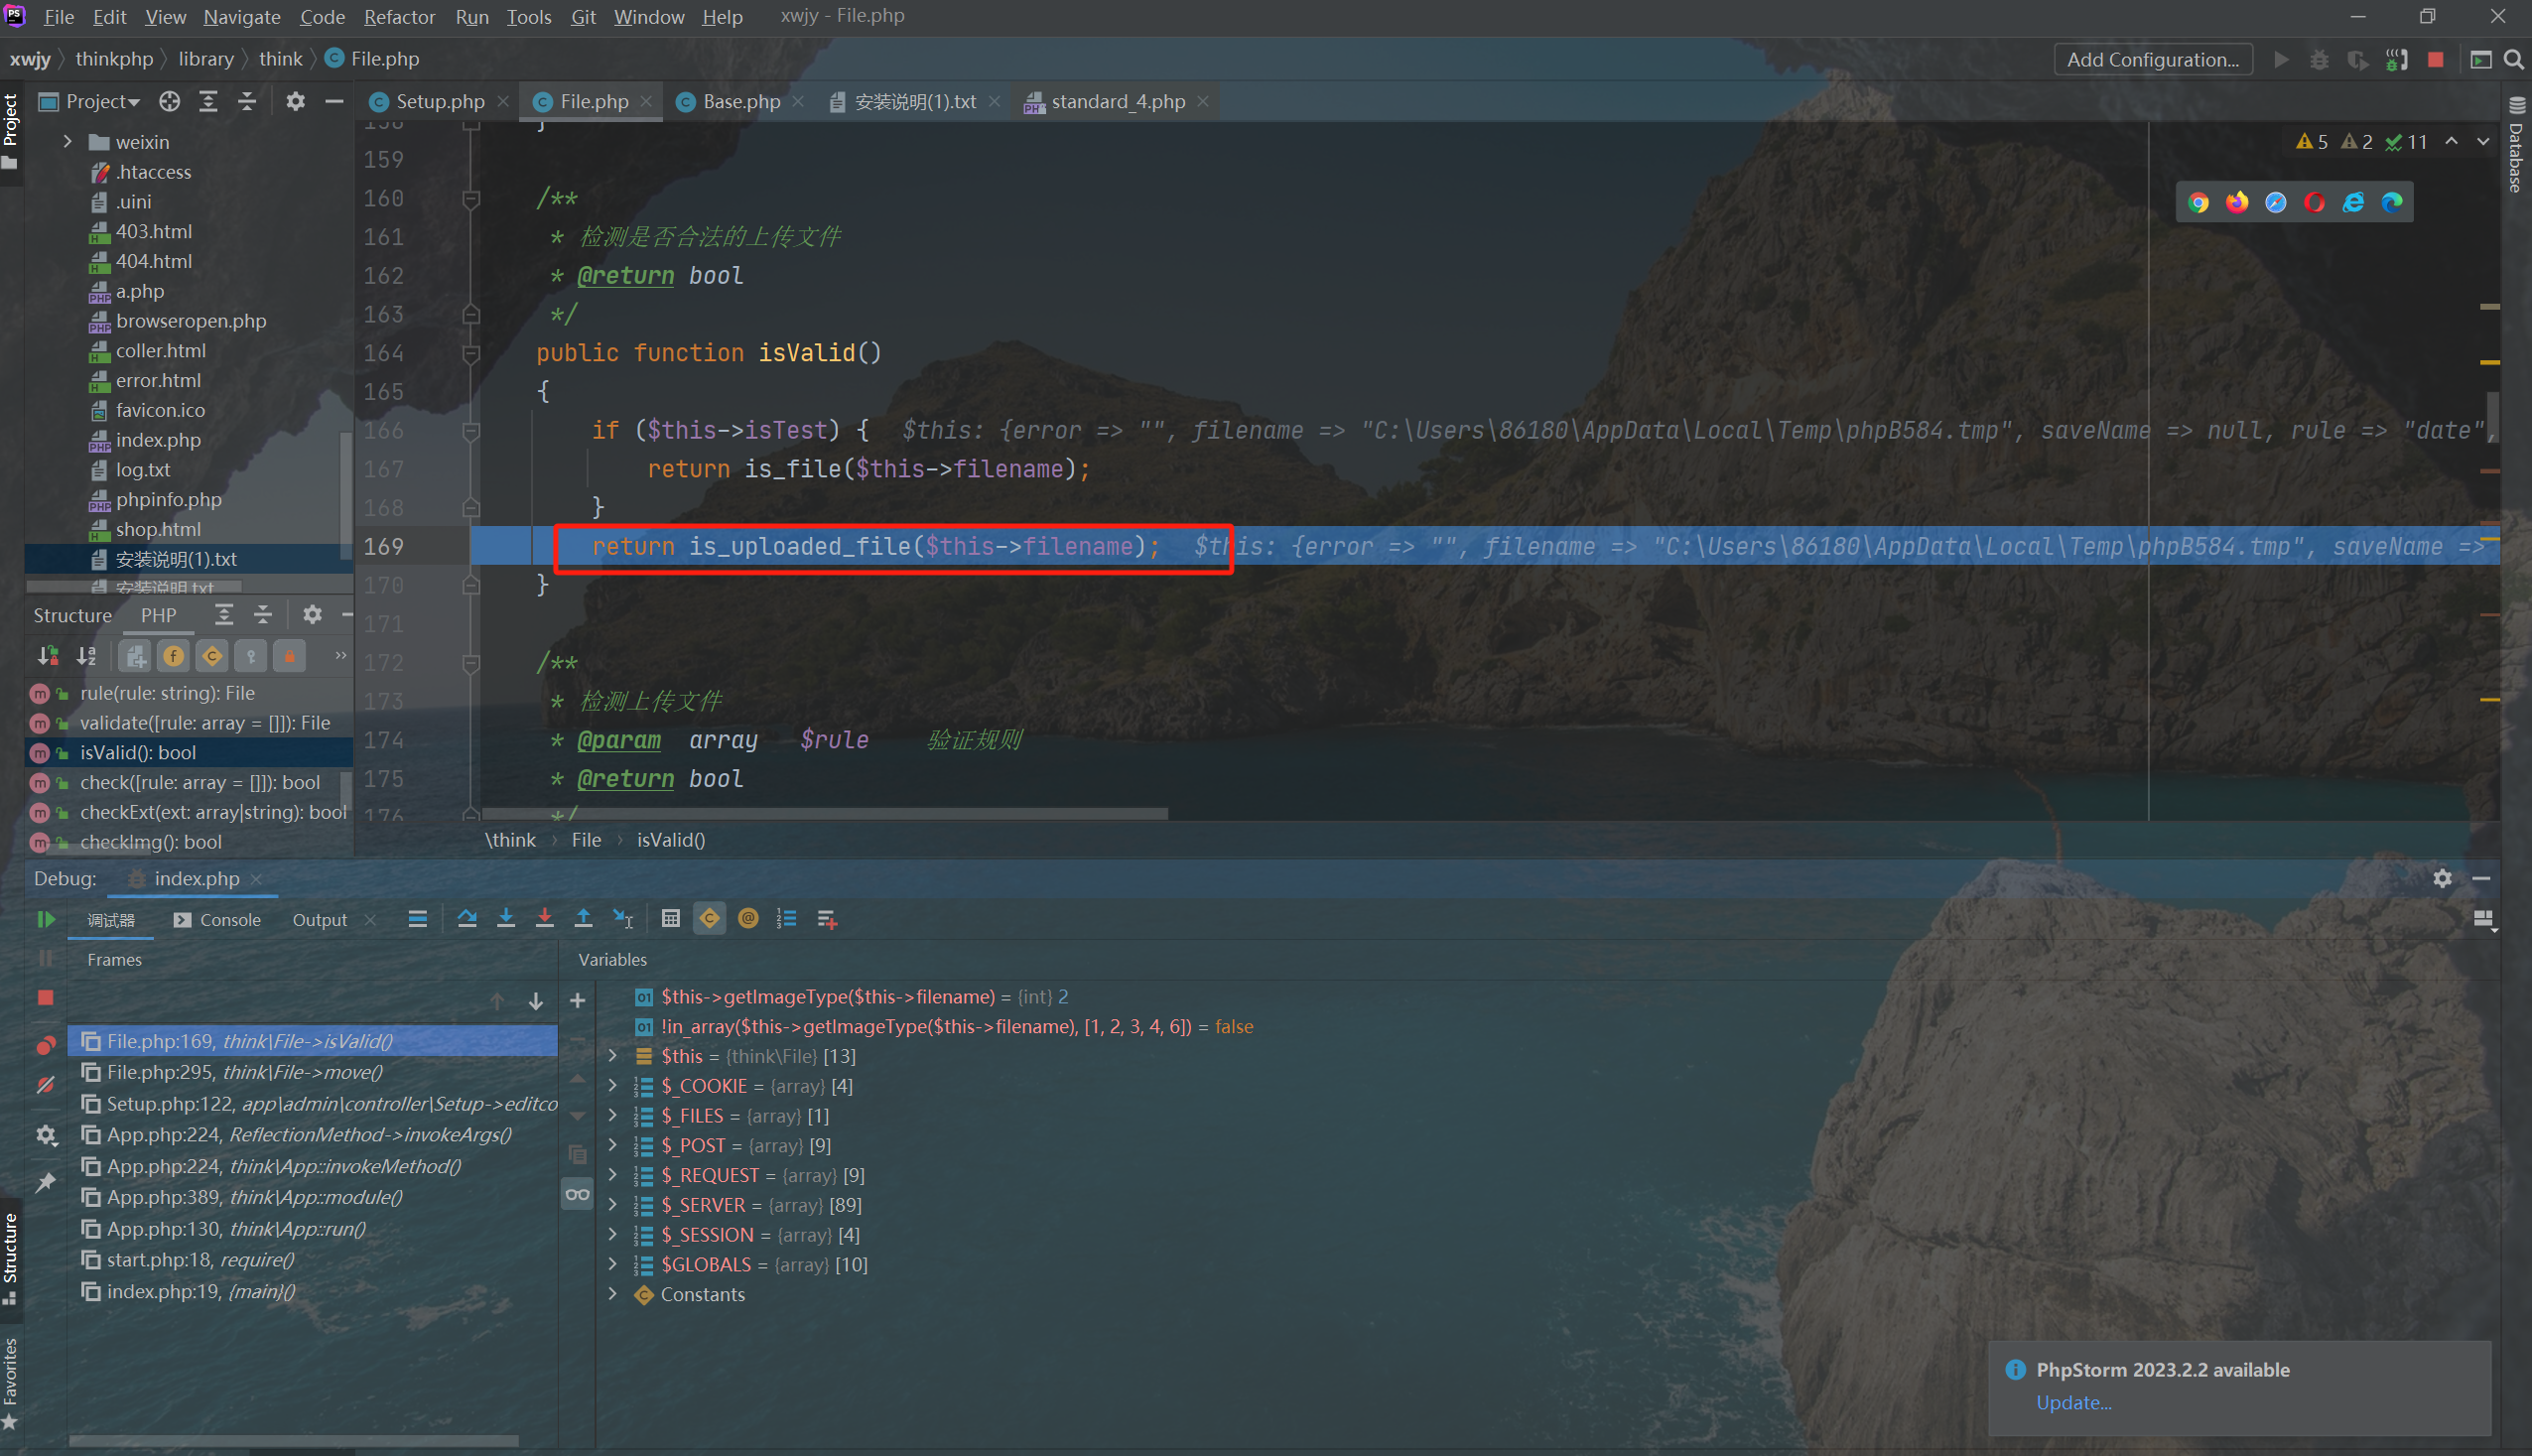 File Edit View Navigate Code Refactor Run Tools Git Window Help xwjy - File.php
xwjy thinkphp library think File.php Add Configuration...
Project
Project
Setup.php File.php Base.php 安装说明(1).txt standard_4.php
Database
5 2 11
weixin
.htaccess
.uini
403.html
404.html
a.php
browseropen.php
coller.html
error.html
favicon.ico
index.php
log.txt
phpinfo.php
shop.html
安装说明(1).txt
安装说明.txt
158 }
159
160 /**
161 * 检测是否合法的上传文件
162 * @return bool
163 */
164 public function isValid()
165 {
166 if ($this->isTest) { $this: {error => "", filename => "C:\Users\86180\AppData\Local\Temp\phpB584.tmp", saveName => null, rule => "date",
167 return is_file($this->filename);
168 }
169 return is_uploaded_file($this->filename); $this: {error => "", filename => "C:\Users\86180\AppData\Local\Temp\phpB584.tmp", saveName =>
170 }
171
172 /**
173 * 检测上传文件
174 * @param array $rule 验证规则
175 * @return bool
176 */
\think File isValid()
Structure PHP
rule(rule: string): File
validate([rule: array = []]): File
isValid(): bool
check([rule: array = []]): bool
checkExt(ext: array|string): bool
checkImg(): bool
Debug: index.php
调试器 Console Output
Frames
File.php:169, think\File->isValid()
File.php:295, think\File->move()
Setup.php:122, app\admin\controller\Setup->editco
App.php:224, ReflectionMethod->invokeArgs()
App.php:224, think\App::invokeMethod()
App.php:389, think\App::module()
App.php:130, think\App::run()
start.php:18, require()
index.php:19, {main}()
Variables
$this->getImageType($this->filename) = {int} 2
!in_array($this->getImageType($this->filename), [1, 2, 3, 4, 6]) = false
$this = {think\File} [13]
$_COOKIE = {array} [4]
$_FILES = {array} [1]
$_POST = {array} [9]
$_REQUEST = {array} [9]
$_SERVER = {array} [89]
$_SESSION = {array} [4]
$GLOBALS = {array} [10]
Constants
Structure
Favorites
PhpStorm 2023.2.2 available
Update...